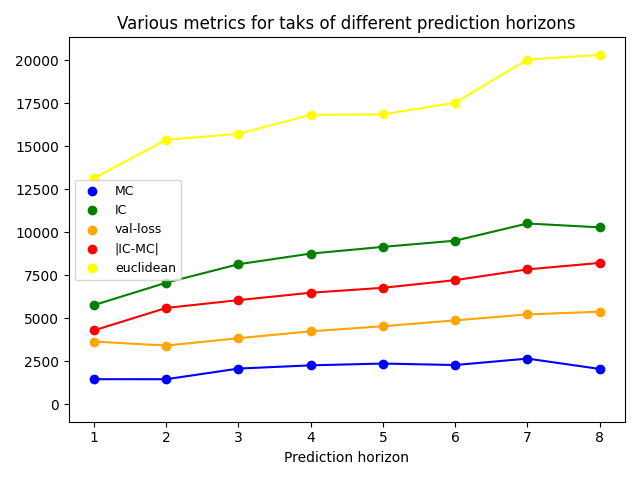 Various metrics for taks of different prediction horizons
20000
17500
15000
12500
10000
7500
5000
2500
0
MC
IC
val-loss
|IC-MC|
euclidean
1 2 3 4 5 6 7 8
Prediction horizon